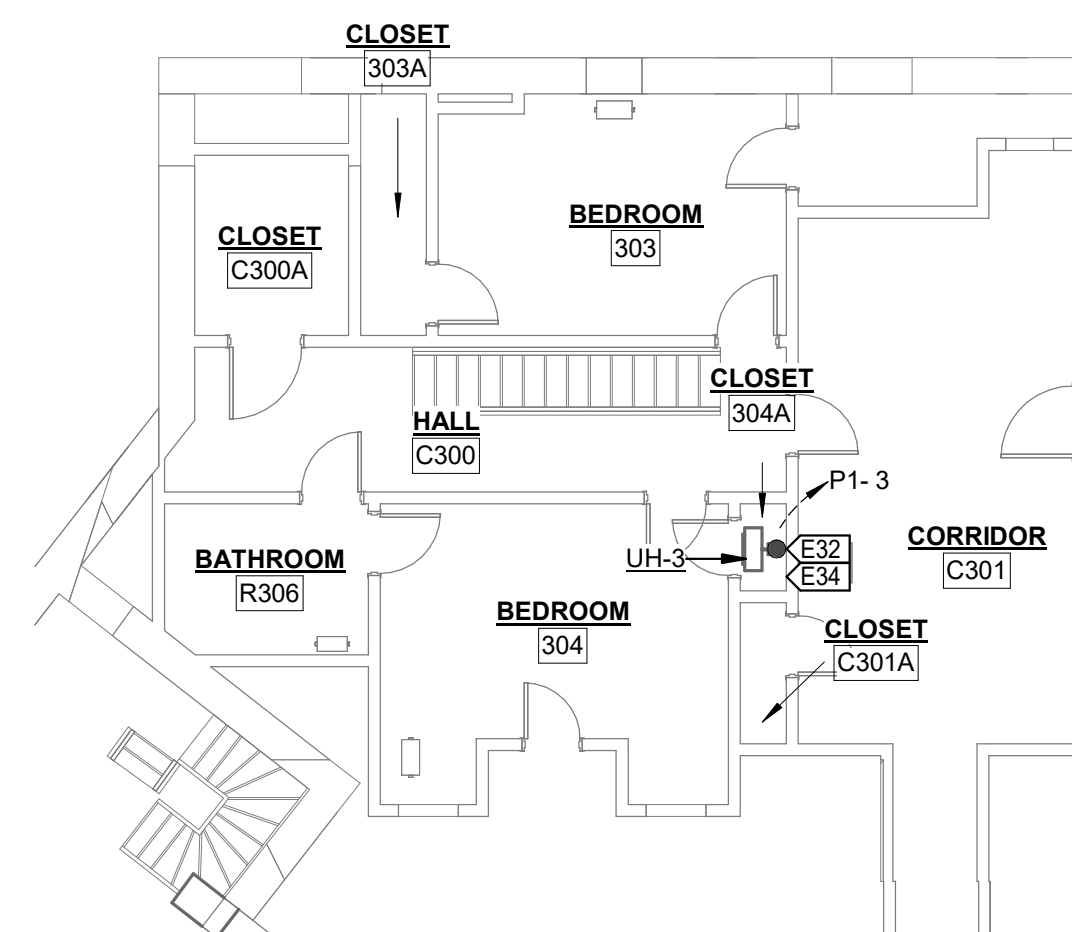 CLOSET
303A
BEDROOM
303
CLOSET
C300A
CLOSET
304A
HALL
C300
P1- 3
E32
E34
UH-3
CORRIDOR
C301
BATHROOM
R306
BEDROOM
304
CLOSET
C301A